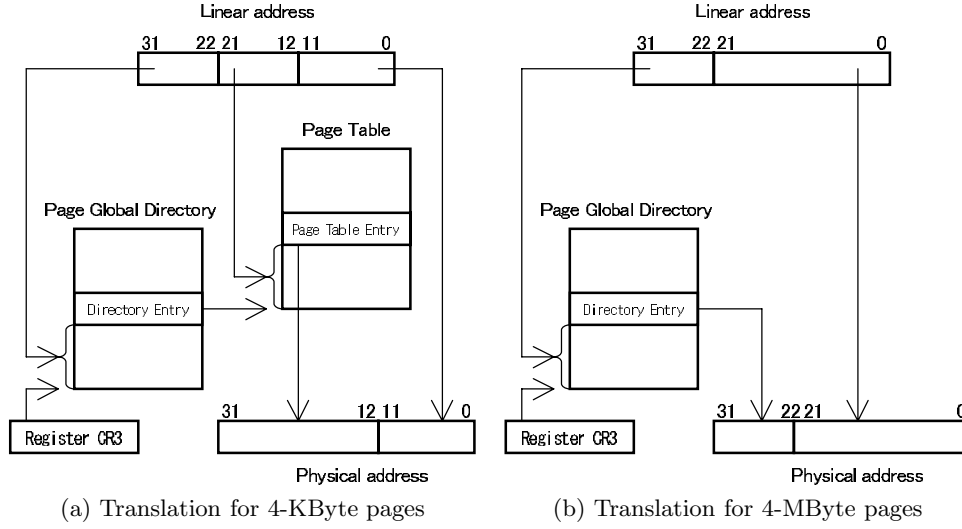 Linear address
31 22 21 12 11 0
Page Table
Page Global Directory
Page Table Entry
Directory Entry
31 12 11 0
Register CR3
Physical address
(a) Translation for 4-KByte pages
Linear address
31 22 21 0
Page Global Directory
Directory Entry
31 22 21 0
Register CR3
Physical address
(b) Translation for 4-MByte pages